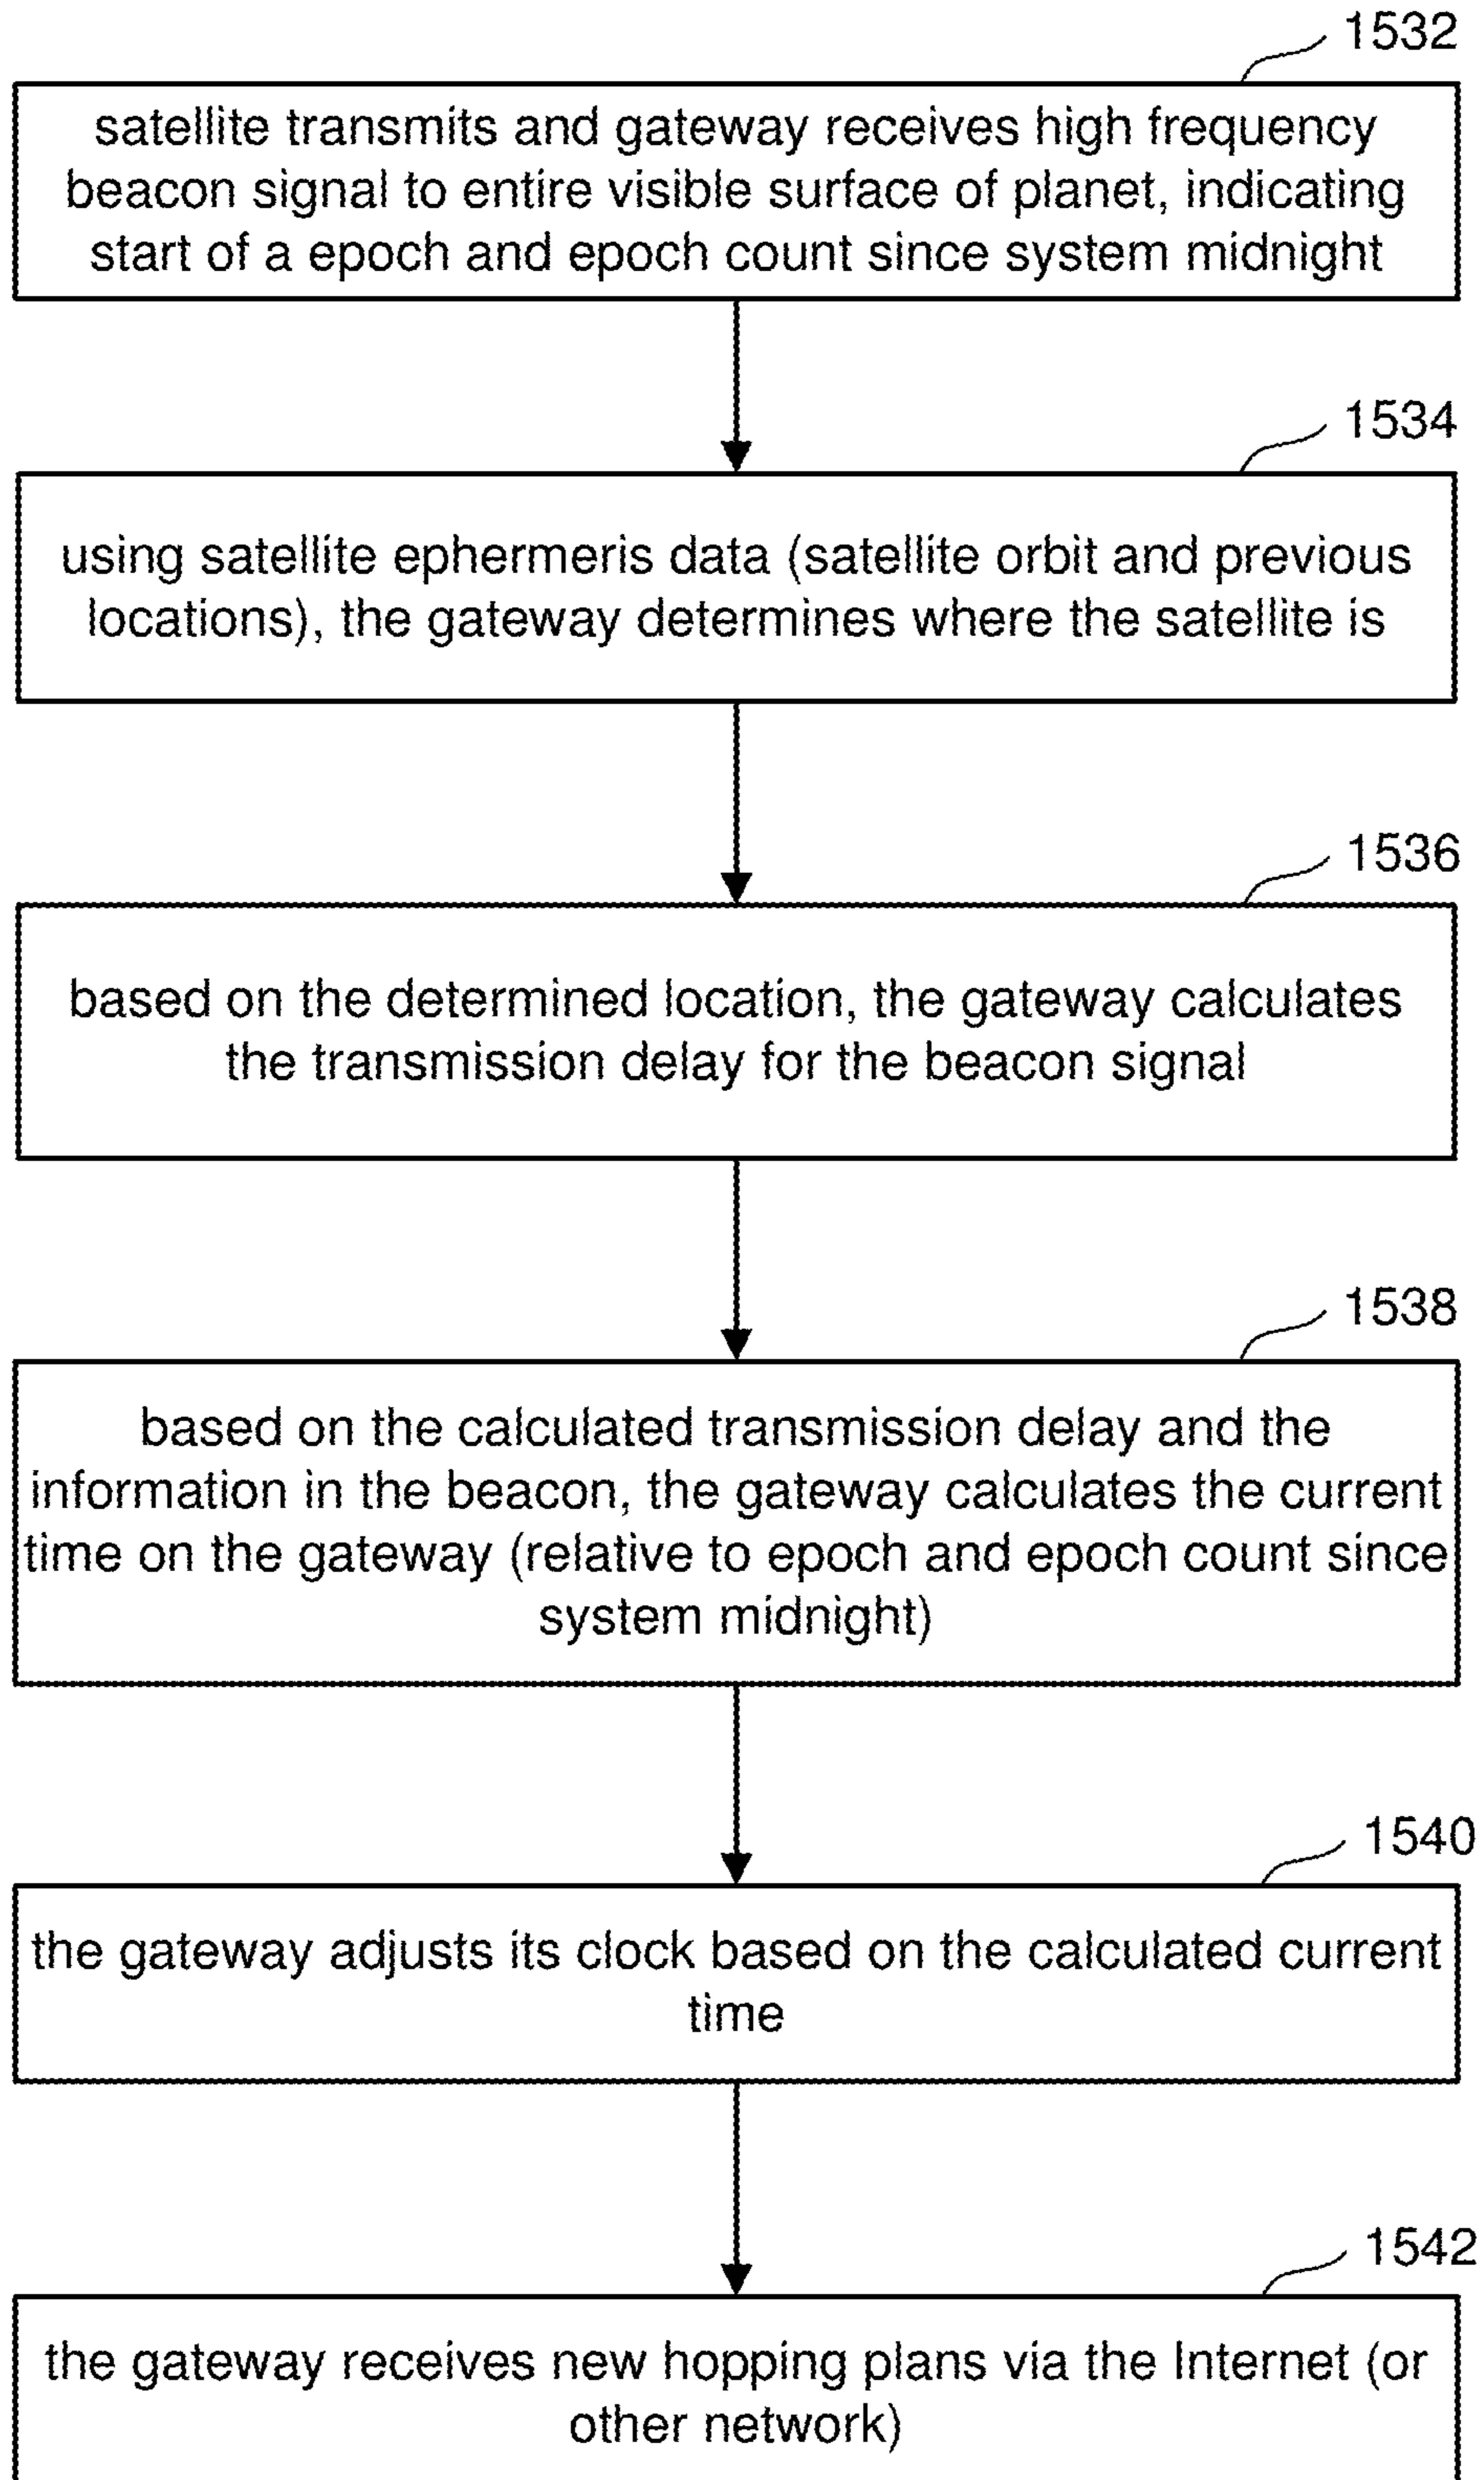 1532
satellite transmits and gateway receives high frequency
beacon signal to entire visible surface of planet, indicating
start of a epoch and epoch count since system midnight
1534
using satellite ephermeris data (satellite orbit and previous
locations), the gateway determines where the satellite is
1536
based on the determined location, the gateway calculates
the transmission delay for the beacon signal
1538
based on the calculated transmission delay and the
information in the beacon, the gateway calculates the current
time on the gateway (relative to epoch and epoch count since
system midnight)
1540
the gateway adjusts its clock based on the calculated current
time
1542
the gateway receives new hopping plans via the Internet (or
other network)